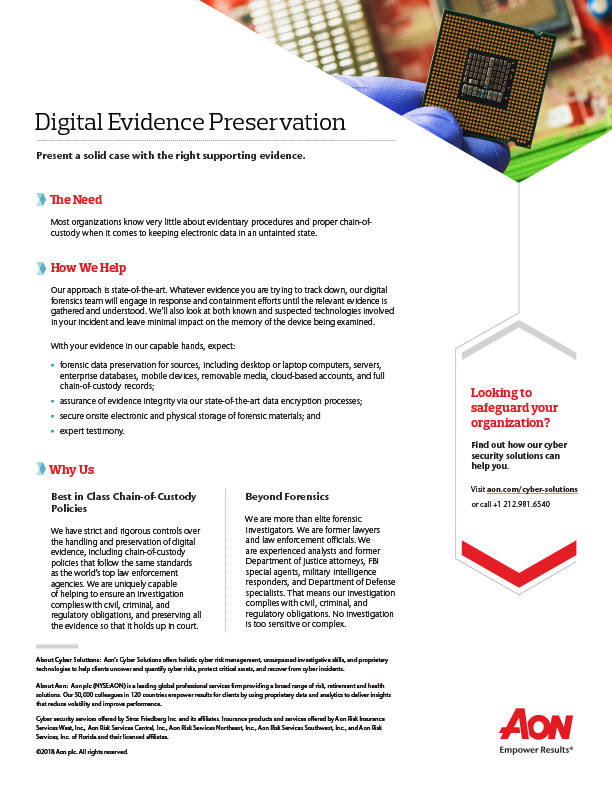 Digital Evidence Preservation
Present a solid case with the right supporting evidence.
The Need
Most organizations know very little about evidentiary procedures and proper chain-of-
custody when it comes to keeping electronic data in an untainted state.
How We Help
Our approach is state-of-the-art. Whatever evidence you are trying to track down, our digital
forensics team will engage in response and containment efforts until the relevant evidence is
gathered and understood. We'll also look at both known and suspected technologies involved
in your incident and leave minimal impact on the memory of the device being examined.
With your evidence in our capable hands, expect:
• forensic data preservation for sources, including desktop or laptop computers, servers,
enterprise databases, mobile devices, removable media, cloud-based accounts, and full
chain-of-custody records;
• assurance of evidence integrity via our state-of-the-art data encryption processes;
• secure onsite electronic and physical storage of forensic materials; and
• expert testimony.
Why Us
Best in Class Chain-of-Custody
Policies
We have strict and rigorous controls over
the handling and preservation of digital
evidence, including chain-of-custody
policies that follow the same standards
as the world's top law enforcement
agencies. We are uniquely capable
of helping to ensure an investigation
complies with civil, criminal, and
regulatory obligations, and preserving all
the evidence so that it holds up in court.
Beyond Forensics
We are more than elite forensic
investigators. We are former lawyers
and law enforcement officials. We
are experienced analysts and former
Department of Justice attorneys, FBI
special agents, military intelligence
responders, and Department of Defense
specialists. That means our investigation
complies with civil, criminal, and
regulatory obligations. No investigation
is too sensitive or complex.
Looking to
safeguard your
organization?
Find out how our cyber
security solutions can
help you.
Visit aon.com/cyber-solutions
or call +1 212.981.6540
About Cyber Solutions: Aon's Cyber Solutions offers holistic cyber risk management, unsurpassed investigative skills, and proprietary
technologies to help clients uncover and quantify cyber risks, protect critical assets, and recover from cyber incidents.
About Aon: Aon plc (NYSE:AON) is a leading global professional services firm providing a broad range of risk, retirement and health
solutions. Our 50,000 colleagues in 120 countries empower results for clients by using proprietary data and analytics to deliver insights
that reduce volatility and improve performance.
Cyber security services offered by Stroz Friedberg Inc. and its affiliates. Insurance products and services offered by Aon Risk Insurance
Services West, Inc., Aon Risk Services Central, Inc., Aon Risk Services Northeast, Inc., Aon Risk Services Southwest, Inc., and Aon Risk
Services, Inc. of Florida and their licensed affiliates.
©2018 Aon plc. All rights reserved.
AON
Empower Results®